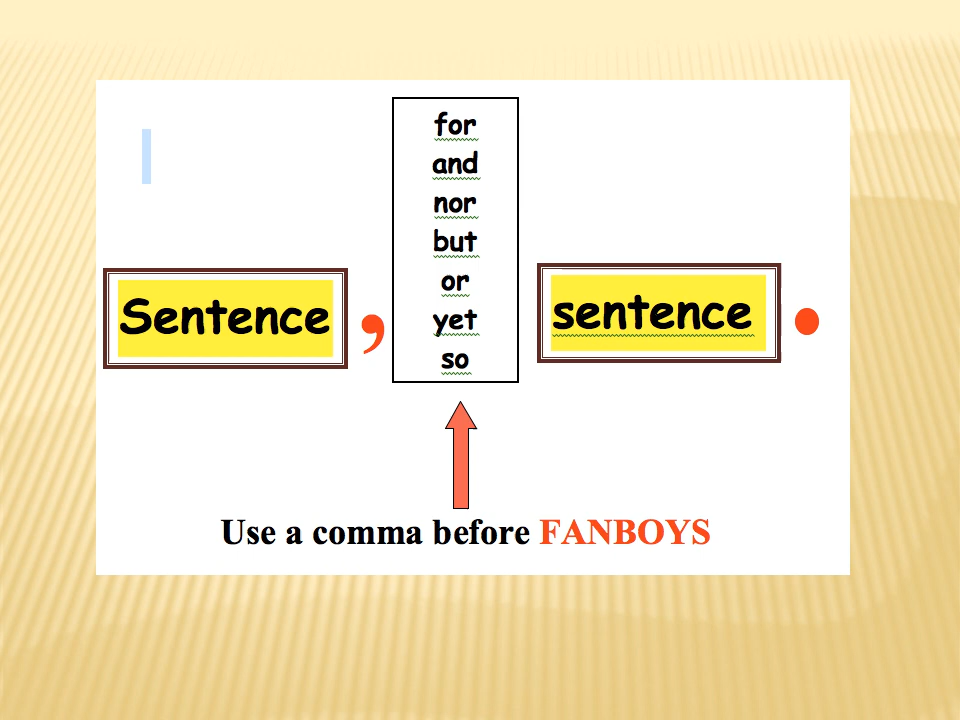 for
and
nor
but
or
yet
so
Sentence , sentence .
Use a comma before FANBOYS